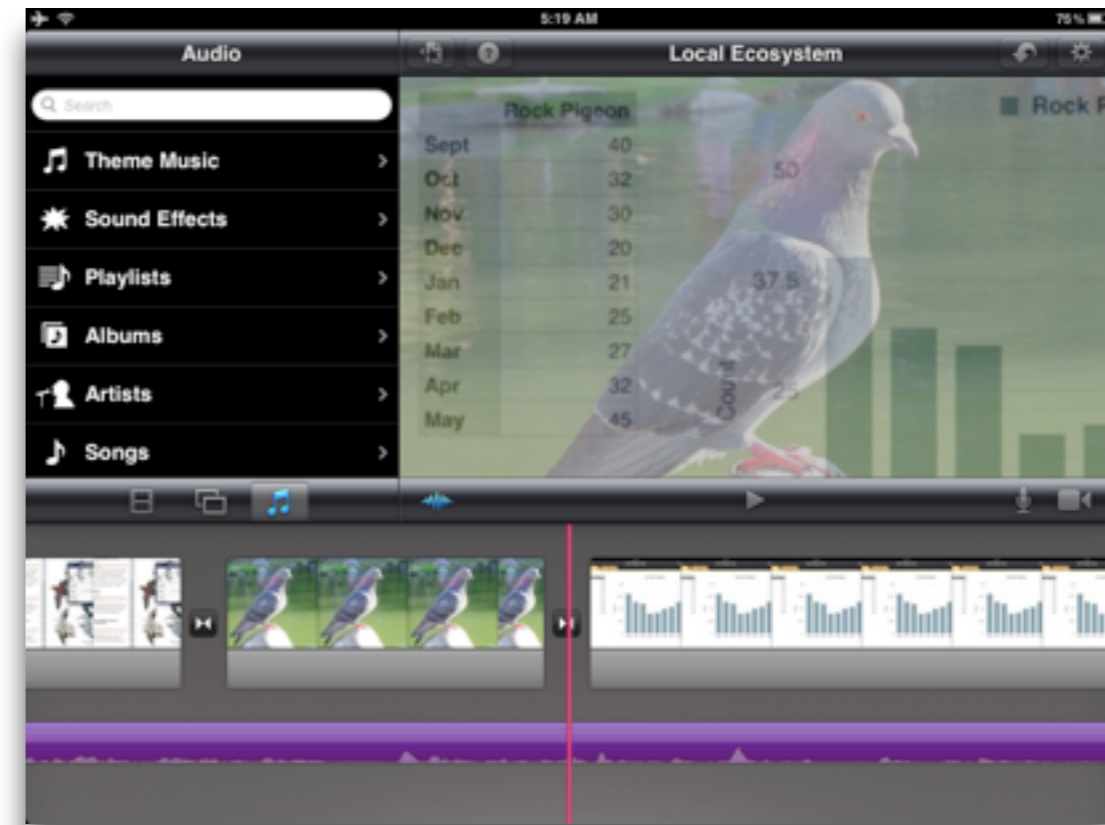 5:19 AM
75%
Audio
Local Ecosystem
Search
Theme Music
Sound Effects
Playlists
Albums
Artists
Songs
Rock Pigeon
Sept 40
Oct 32
Nov 30
Dec 20
Jan 21
Feb 25
Mar 27
Apr 32
May 45
50
37.5
25
Count
Rock P